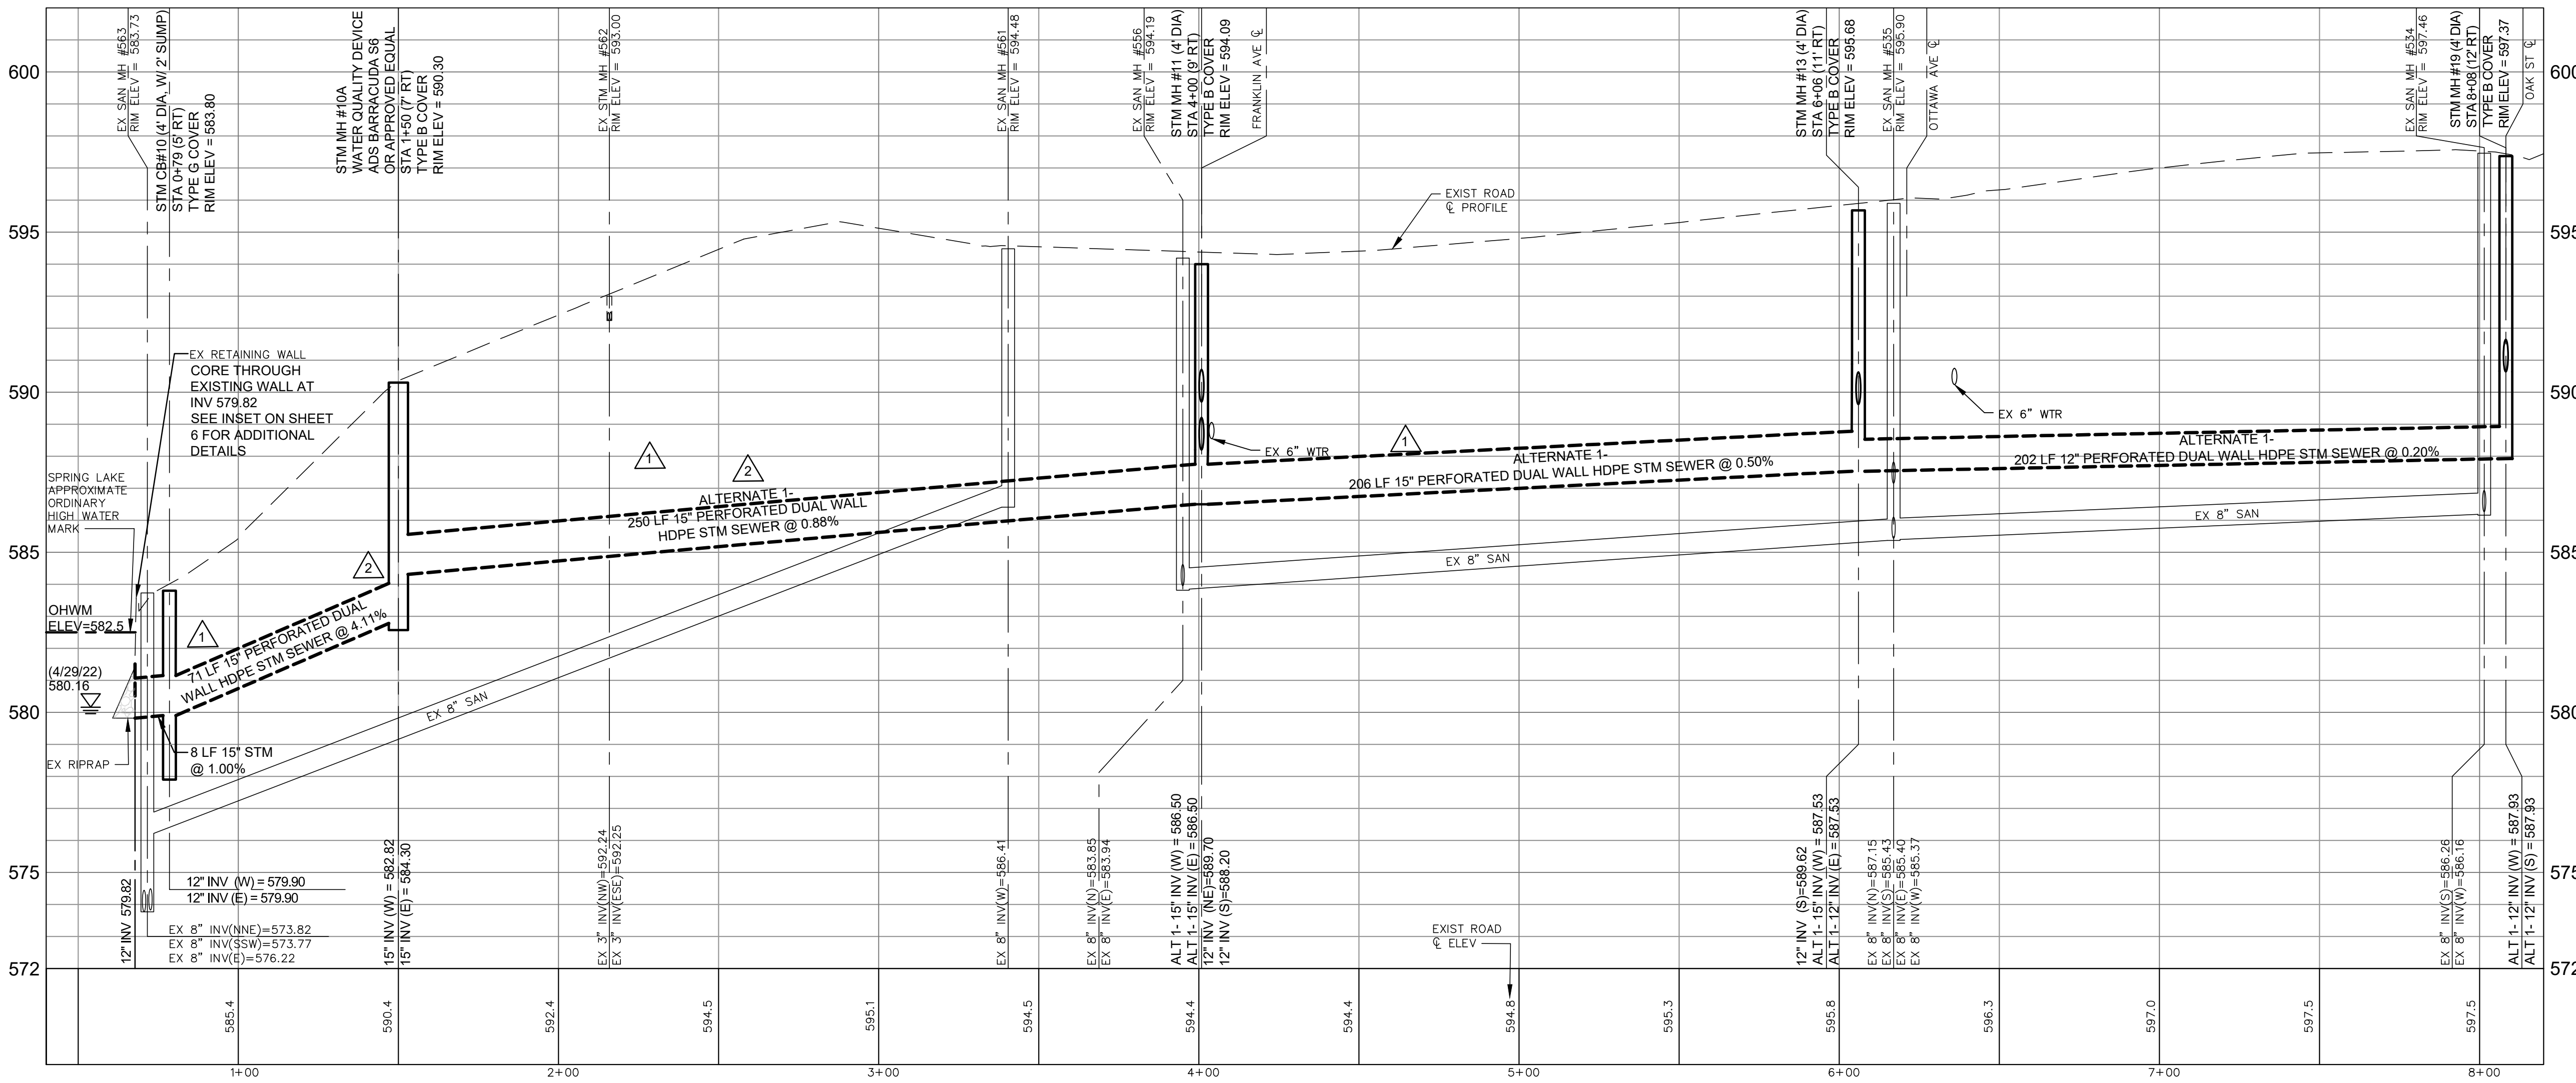 EX SAN MH #563
RIM ELEV = 583.73
STM CB#10 (4' DIA, W/ 2' SUMP)
STA 0+79 (5' RT)
TYPE G COVER
RIM ELEV = 583.80
STM MH #10A
WATER QUALITY DEVICE
ADS BARRACUDA S6
OR APPROVED EQUAL
STA 1+50 (7' RT)
TYPE B COVER
RIM ELEV = 590.30
EX STM MH #562
RIM ELEV = 593.00
EX SAN MH #561
RIM ELEV = 594.48
EX SAN MH #556
RIM ELEV = 594.19
STM MH #11 (4' DIA)
STA 4+00 (9' RT)
TYPE B COVER
RIM ELEV = 594.09
FRANKLIN AVE ℄
STM MH #13 (4' DIA)
STA 6+06 (11' RT)
TYPE B COVER
RIM ELEV = 595.68
EX SAN MH #535
RIM ELEV = 595.90
OTTAWA AVE ℄
EX SAN MH #534
RIM ELEV = 597.46
STM MH #19 (4' DIA)
STA 8+08 (12' RT)
TYPE B COVER
RIM ELEV = 597.37
OAK ST ℄
600
595
590
585
580
575
572
600
595
590
585
580
575
572
EXIST ROAD
℄ PROFILE
EX RETAINING WALL
CORE THROUGH
EXISTING WALL AT
INV 579.82
SEE INSET ON SHEET
6 FOR ADDITIONAL
DETAILS
SPRING LAKE
APPROXIMATE
ORDINARY
HIGH WATER
MARK
OHWM
ELEV=582.5
(4/29/22)
580.16
EX RIPRAP
1
2
1
2
1
71 LF 15" PERFORATED DUAL
WALL HDPE STM SEWER @ 4.11%
8 LF 15" STM
@ 1.00%
EX 8" SAN
ALTERNATE 1-
250 LF 15" PERFORATED DUAL WALL
HDPE STM SEWER @ 0.88%
EX 6" WTR
ALTERNATE 1-
206 LF 15" PERFORATED DUAL WALL HDPE STM SEWER @ 0.50%
EX 8" SAN
EX 6" WTR
ALTERNATE 1-
202 LF 12" PERFORATED DUAL WALL HDPE STM SEWER @ 0.20%
EX 8" SAN
12" INV 579.82
12" INV (W) = 579.90
12" INV (E) = 579.90
EX 8" INV(NNE)=573.82
EX 8" INV(SSW)=573.77
EX 8" INV(E)=576.22
15" INV (W) = 582.82
15" INV (E) = 584.30
EX 3" INV(NW)=592.24
EX 3" INV(ESE)=592.25
EX 8" INV(W)=586.41
EX 8" INV(N)=583.85
EX 8" INV(E)=583.94
ALT 1- 15" INV (W) = 586.50
ALT 1- 15" INV (E) = 586.50
12" INV (NE)=589.70
12" INV (S)=588.20
EXIST ROAD
℄ ELEV
12" INV (S)=589.62
ALT 1- 15" INV (W) = 587.53
ALT 1- 12" INV (E) = 587.53
EX 8" INV(N)=587.15
EX 8" INV(S)=585.43
EX 8" INV(E)=585.40
EX 8" INV(W)=585.37
EX 8" INV(S)=586.26
EX 8" INV(W)=586.16
ALT 1- 12" INV (W) = 587.93
ALT 1- 12" INV (S) = 587.93
585.4
590.4
592.4
594.5
595.1
594.5
594.4
594.4
594.8
595.3
595.8
596.3
597.0
597.5
597.5
1+00
2+00
3+00
4+00
5+00
6+00
7+00
8+00